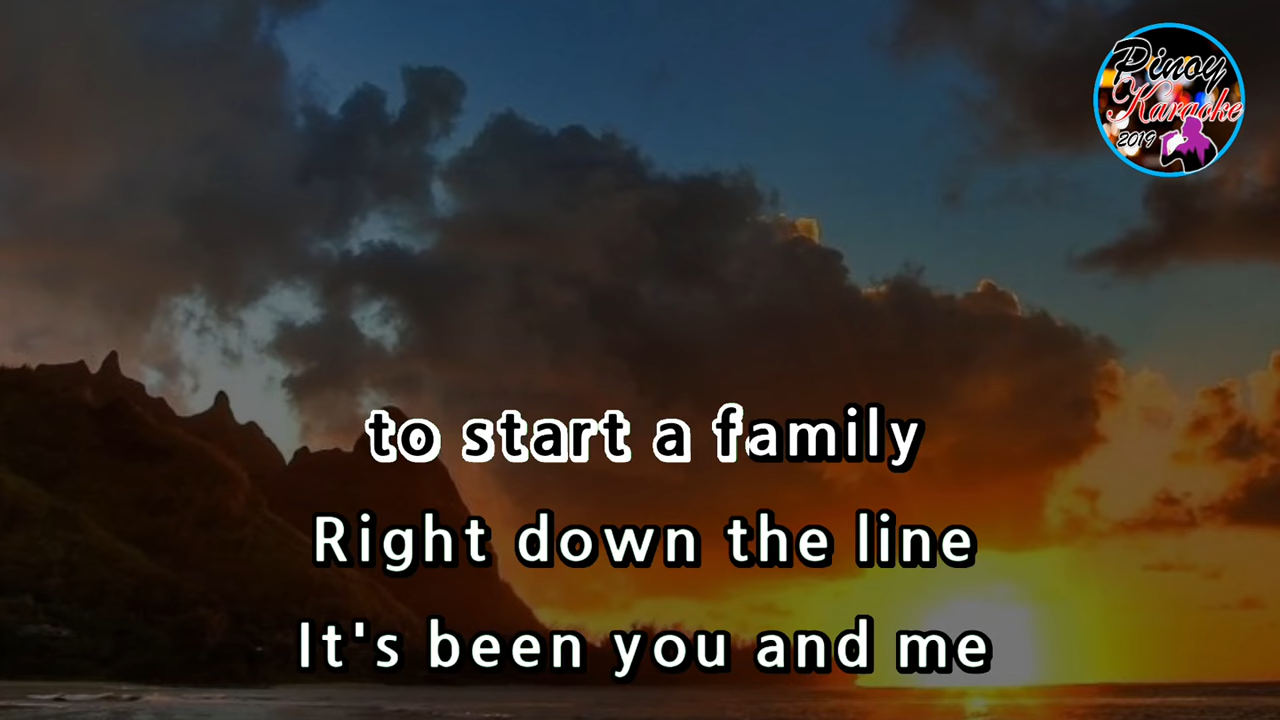 Pinoy
Karaoke
2019
to start a family
Right down the line
It's been you and me